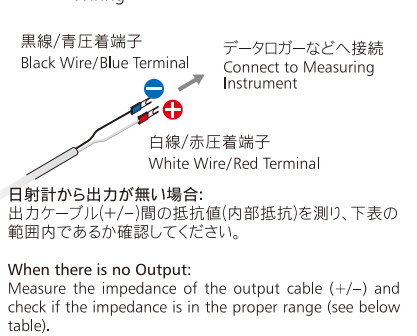 黒線/青圧着端子
Black Wire/Blue Terminal
データロガーなどへ接続
Connect to Measuring
Instrument
白線/赤圧着端子
White Wire/Red Terminal
日射計から出力が無い場合:
出力ケーブル(+/−)間の抵抗値(内部抵抗)を測り、下表の
範囲内であるか確認してください。
When there is no Output:
Measure the impedance of the output cable (+/−) and
check if the impedance is in the proper range (see below
table).